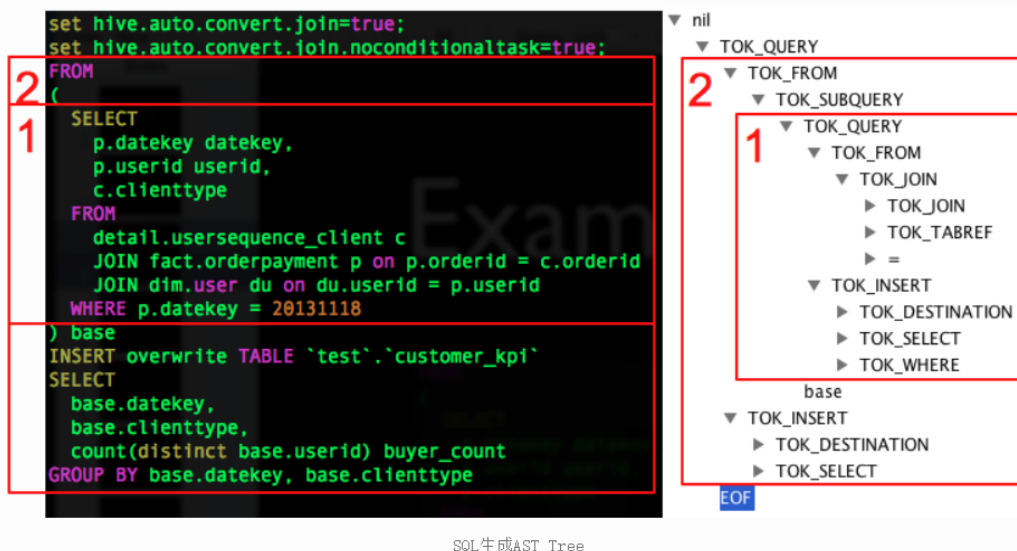 set hive.auto.convert.join=true;
set hive.auto.convert.join.noconditionaltask=true;
FROM
2
(
1
SELECT
p.datekey datekey,
p.userid userid,
c.clienttype
FROM
detail.usersequence_client c
JOIN fact.orderpayment p on p.orderid = c.orderid
JOIN dim.user du on du.userid = p.userid
WHERE p.datekey = 20131118
) base
INSERT overwrite TABLE `test`.`customer_kpi`
SELECT
base.datekey,
base.clienttype,
count(distinct base.userid) buyer_count
GROUP BY base.datekey, base.clienttype
Exam
nil
TOK_QUERY
2
TOK_FROM
TOK_SUBQUERY
1
TOK_QUERY
TOK_FROM
TOK_JOIN
TOK_JOIN
TOK_TABREF
=
TOK_INSERT
TOK_DESTINATION
TOK_SELECT
TOK_WHERE
base
TOK_INSERT
TOK_DESTINATION
TOK_SELECT
EOF
SQL生成AST Tree